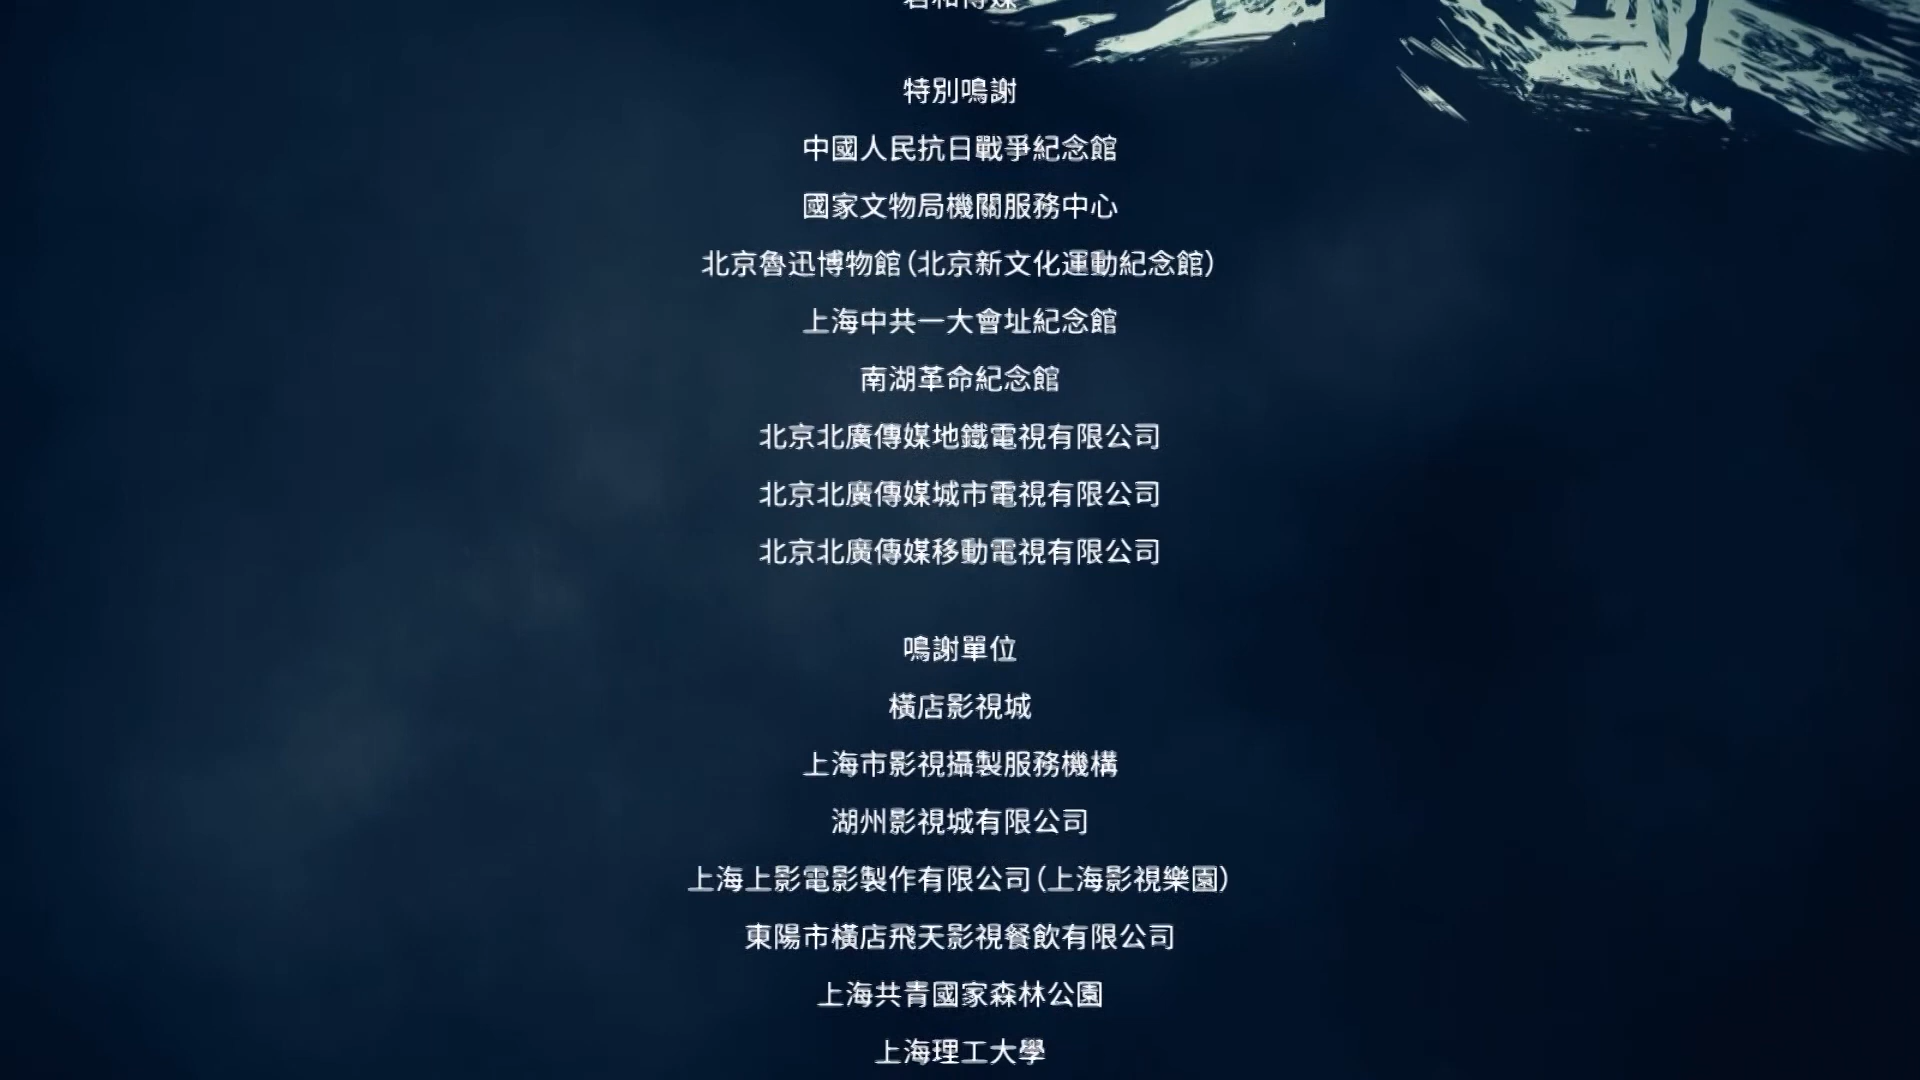 特別鳴謝
中國人民抗日戰爭紀念館
國家文物局機關服務中心
北京魯迅博物館(北京新文化運動紀念館)
上海中共一大會址紀念館
南湖革命紀念館
北京北廣傳媒地鐵電視有限公司
北京北廣傳媒城市電視有限公司
北京北廣傳媒移動電視有限公司
鳴謝單位
橫店影視城
上海市影視攝製服務機構
湖州影視城有限公司
上海上影電影製作有限公司(上海影視樂園)
東陽市橫店飛天影視餐飲有限公司
上海共青國家森林公園
上海理工大學